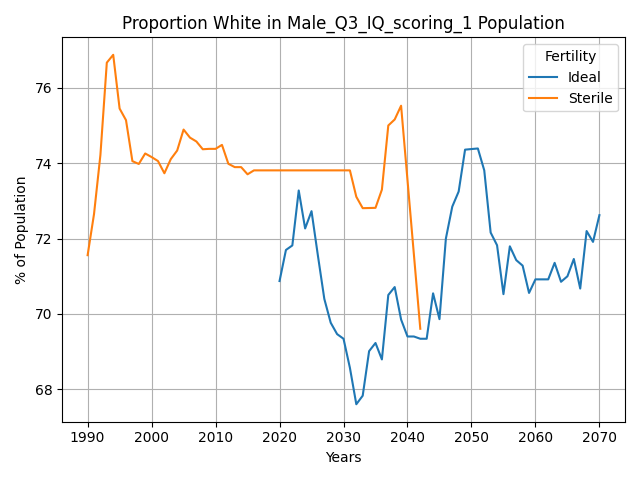 Proportion White in Male_Q3_IQ_scoring_1 Population
Fertility
Ideal
Sterile
% of Population
76
74
72
70
68
1990 2000 2010 2020 2030 2040 2050 2060 2070
Years